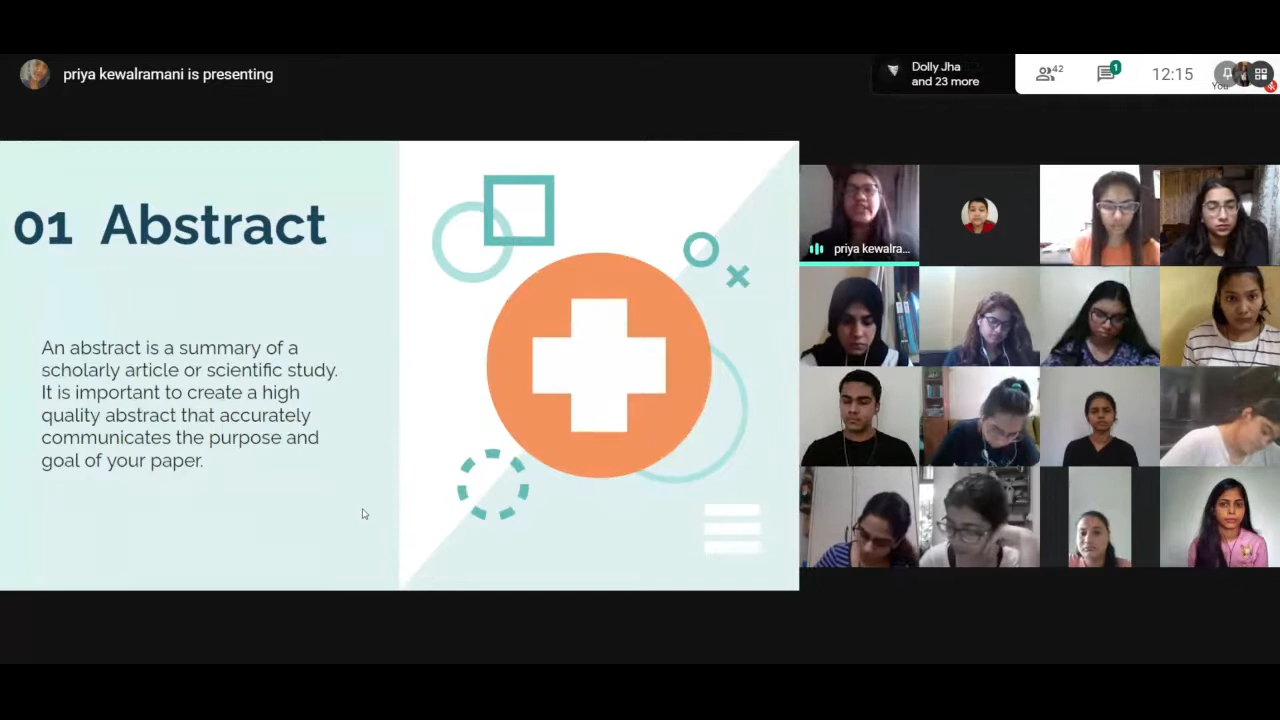 priya kewalramani is presenting
Dolly Jha
and 23 more
42
1
12:15
You
01 Abstract
An abstract is a summary of a
scholarly article or scientific study.
It is important to create a high
quality abstract that accurately
communicates the purpose and
goal of your paper.
priya kewalra...